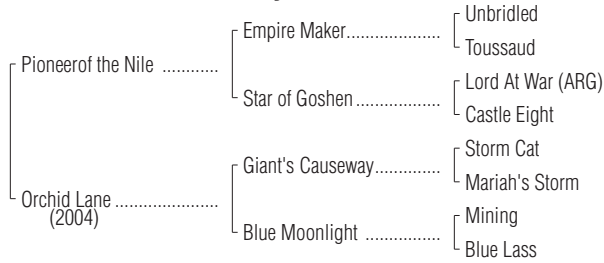 Unbridled
Empire Maker....................
Toussaud
Pioneerof the Nile ............
Lord At War (ARG)
Star of Goshen ..................
Castle Eight
Storm Cat
Giant's Causeway...............
Mariah's Storm
Orchid Lane ......................
(2004)
Mining
Blue Moonlight ................
Blue Lass